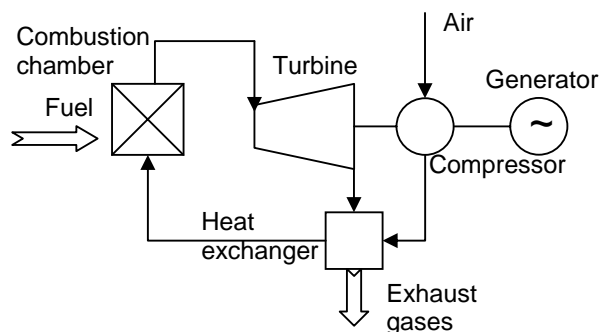 Combustion
chamber
Fuel
Turbine
Air
Generator
~
Compressor
Heat
exchanger
Exhaust
gases